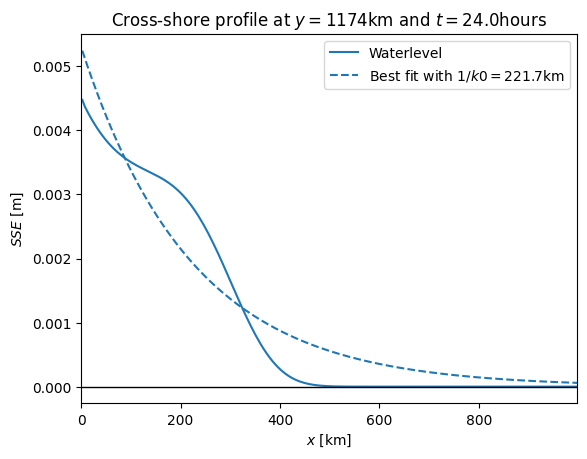 Cross-shore profile at y = 1174km and t = 24.0hours
Waterlevel
Best fit with 1/k0 = 221.7km
SSE [m]
0.005
0.004
0.003
0.002
0.001
0.000
0 200 400 600 800
x [km]